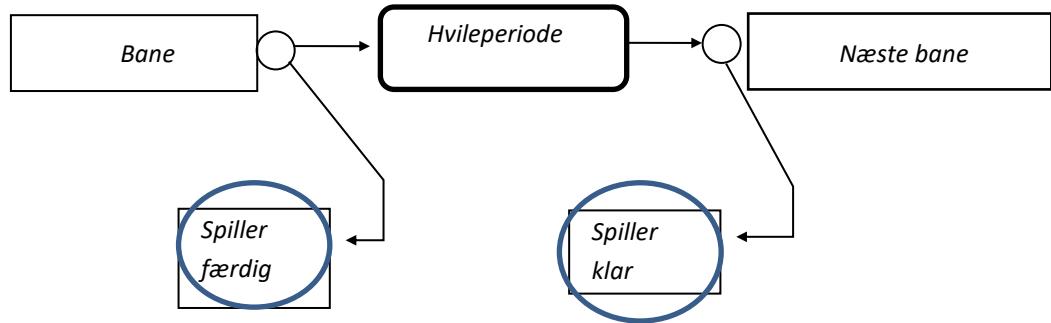 Bane
Hvileperiode
Næste bane
Spiller
færdig
Spiller
klar